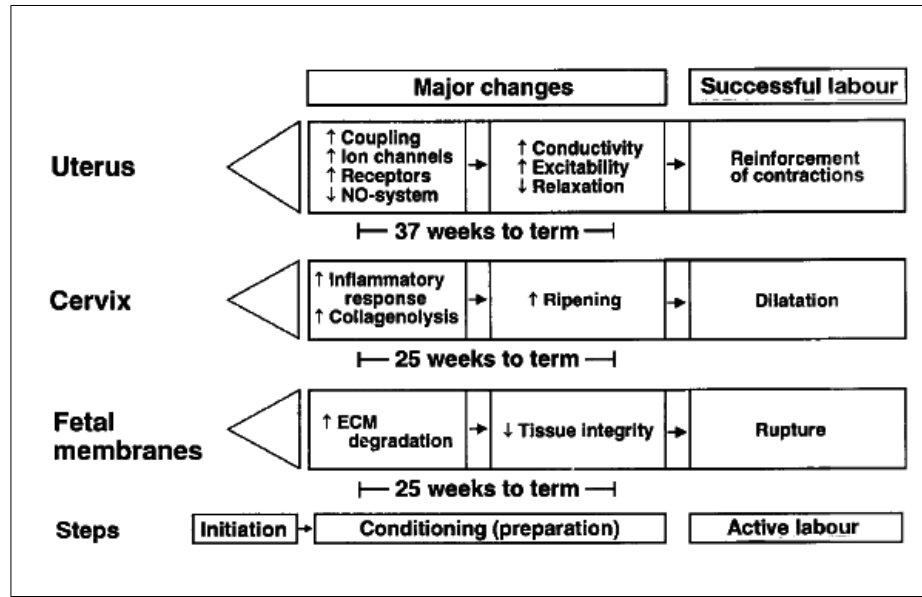 Major changes
Successful labour
Uterus
↑ Coupling
↑ Ion channels
↑ Receptors
↓ NO-system
↑ Conductivity
↑ Excitability
↓ Relaxation
Reinforcement
of contractions
37 weeks to term
Cervix
↑ Inflammatory
response
↑ Collagenolysis
↑ Ripening
Dilatation
25 weeks to term
Fetal
membranes
↑ ECM
degradation
↓ Tissue integrity
Rupture
25 weeks to term
Steps
Initiation
Conditioning (preparation)
Active labour